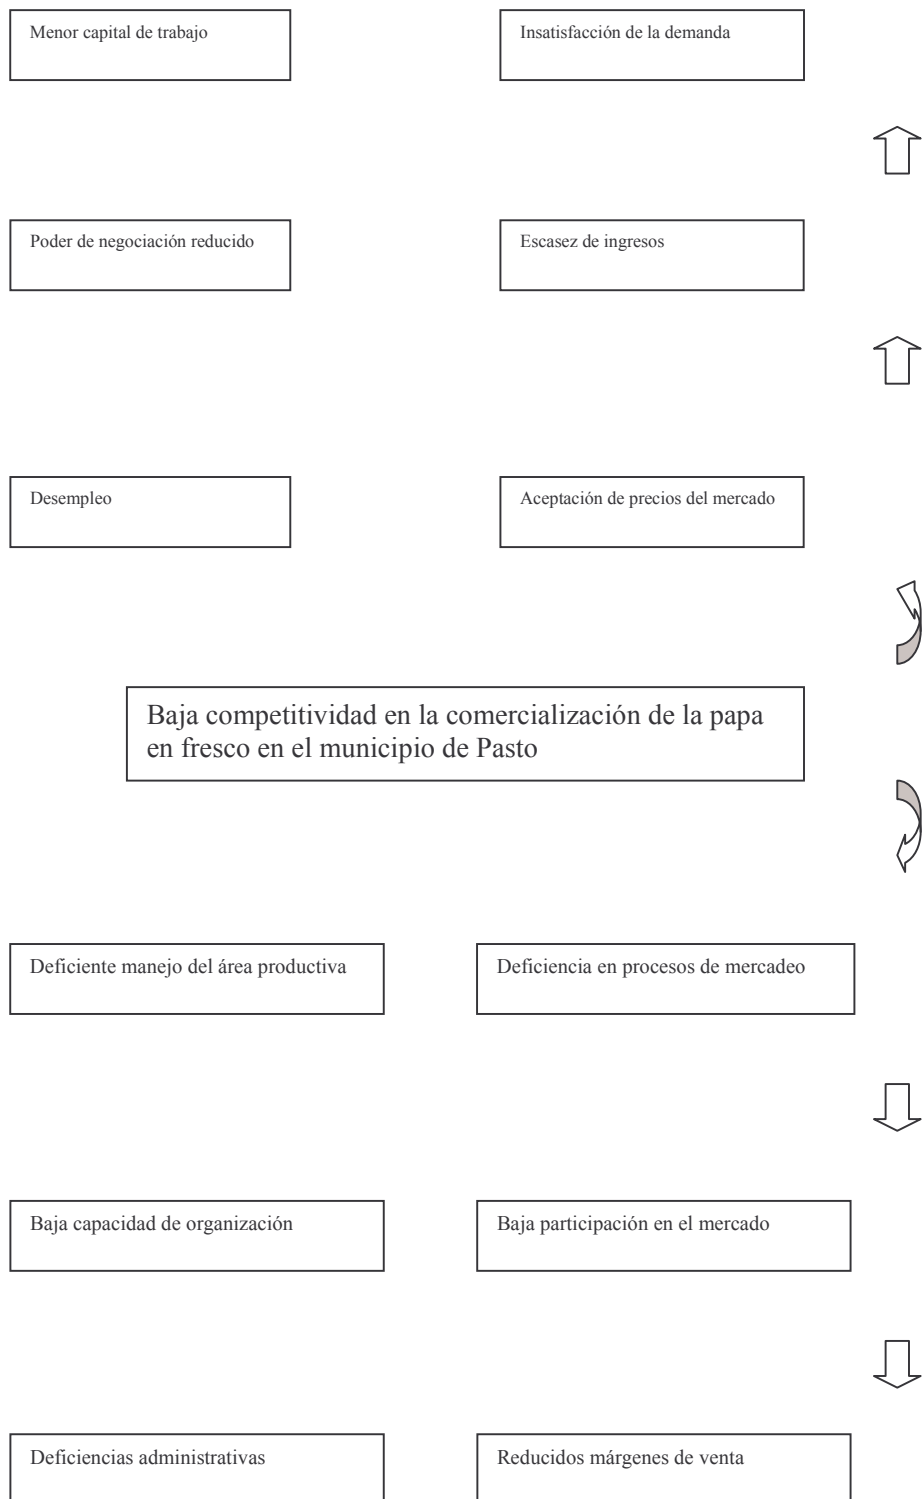 Menor capital de trabajo
Insatisfacción de la demanda
Poder de negociación reducido
Escasez de ingresos
Desempleo
Aceptación de precios del mercado
Baja competitividad en la comercialización de la papa
en fresco en el municipio de Pasto
Deficiente manejo del área productiva
Deficiencia en procesos de mercadeo
Baja capacidad de organización
Baja participación en el mercado
Deficiencias administrativas
Reducidos márgenes de venta